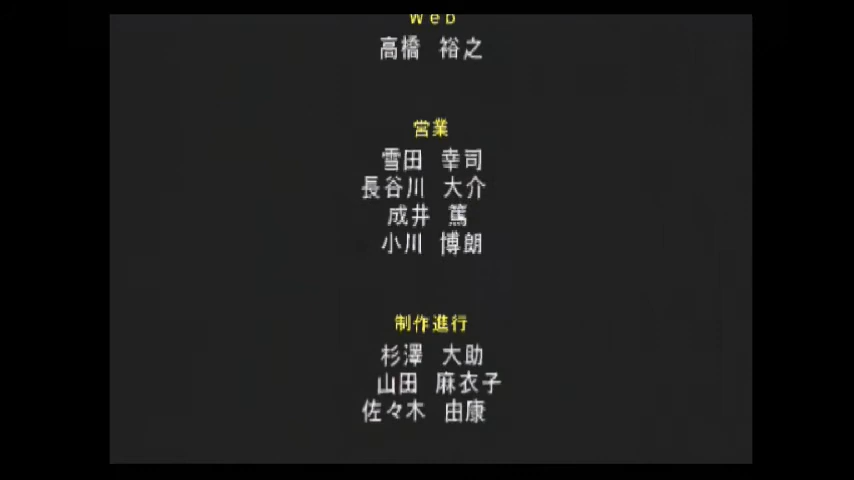 Web
高橋 裕之
営業
雪田 幸司
長谷川 大介
成井 篤
小川 博朗
制作進行
杉澤 大助
山田 麻衣子
佐々木 由康